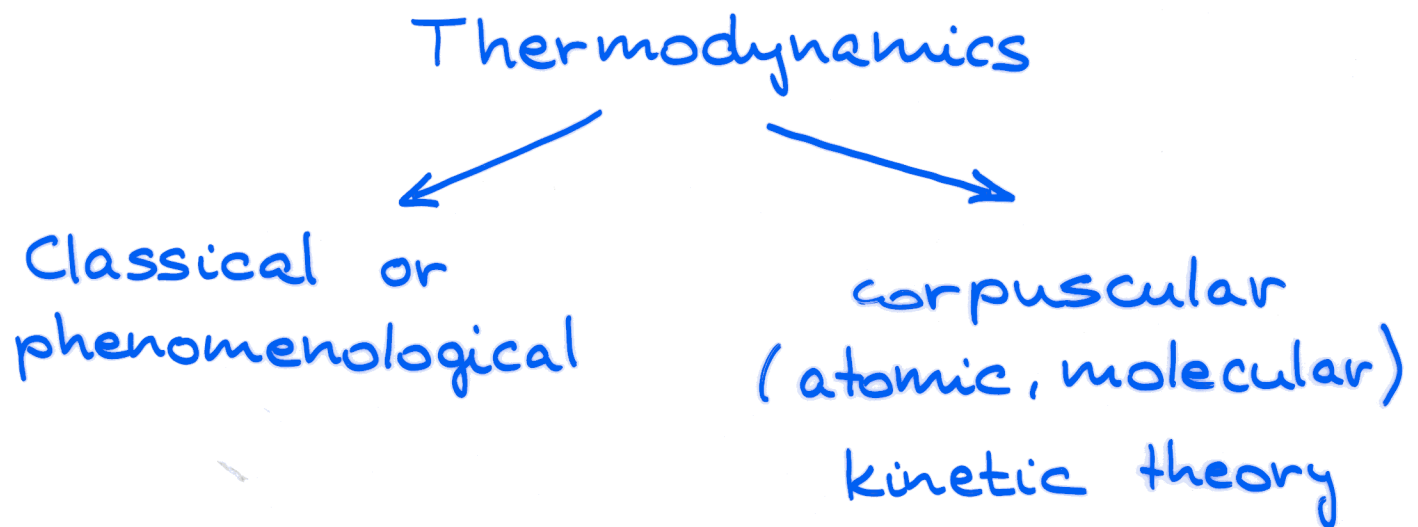 Thermodynamics
Classical or
phenomenological
corpuscular
(atomic, molecular)
kinetic theory